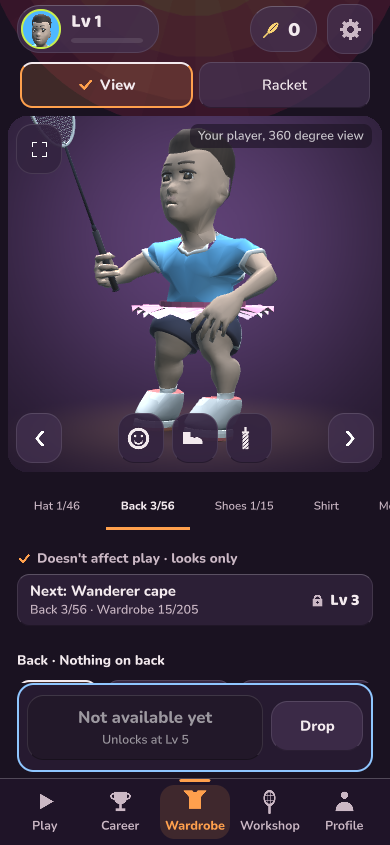 Lv 1
0
View
Racket
Your player, 360 degree view
Hat 1/46
Back 3/56
Shoes 1/15
Shirt
Doesn't affect play · looks only
Next: Wanderer cape
Back 3/56 · Wardrobe 15/205
Lv 3
Back · Nothing on back
Not available yet
Unlocks at Lv 5
Drop
Play
Career
Wardrobe
Workshop
Profile